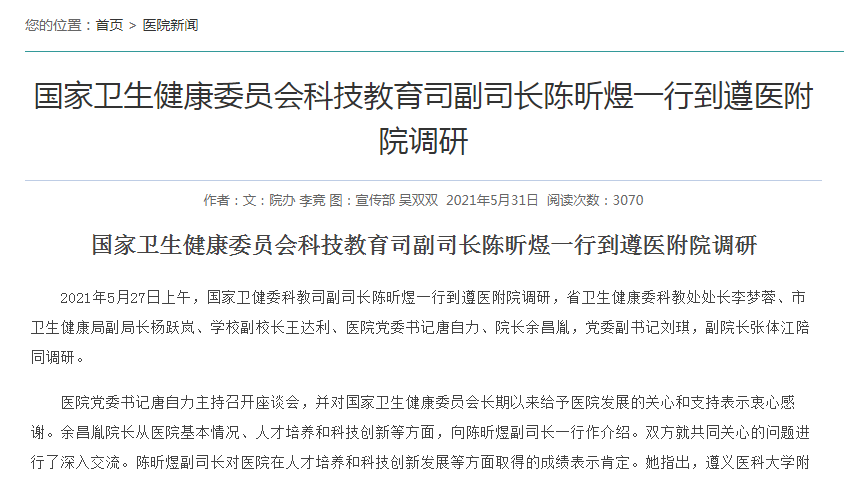 您的位置：首页 > 医院新闻
国家卫生健康委员会科技教育司副司长陈昕煜一行到遵医附
院调研
作者：文：院办 李竞 图：宣传部 吴双双 2021年5月31日 阅读次数：3070
国家卫生健康委员会科技教育司副司长陈昕煜一行到遵医附院调研
2021年5月27日上午，国家卫健委科教司副司长陈昕煜一行到遵医附院调研，省卫生健康委科教处处长李梦蓉、市
卫生健康局副局长杨跃岚、学校副校长王达利、医院党委书记唐自力、院长余昌胤，党委副书记刘琪，副院长张体江陪
同调研。
医院党委书记唐自力主持召开座谈会，并对国家卫生健康委员会长期以来给予医院发展的关心和支持表示衷心感
谢。余昌胤院长从医院基本情况、人才培养和科技创新等方面，向陈昕煜副司长一行作介绍。双方就共同关心的问题进
行了深入交流。陈昕煜副司长对医院在人才培养和科技创新发展等方面取得的成绩表示肯定。她指出，遵义医科大学附